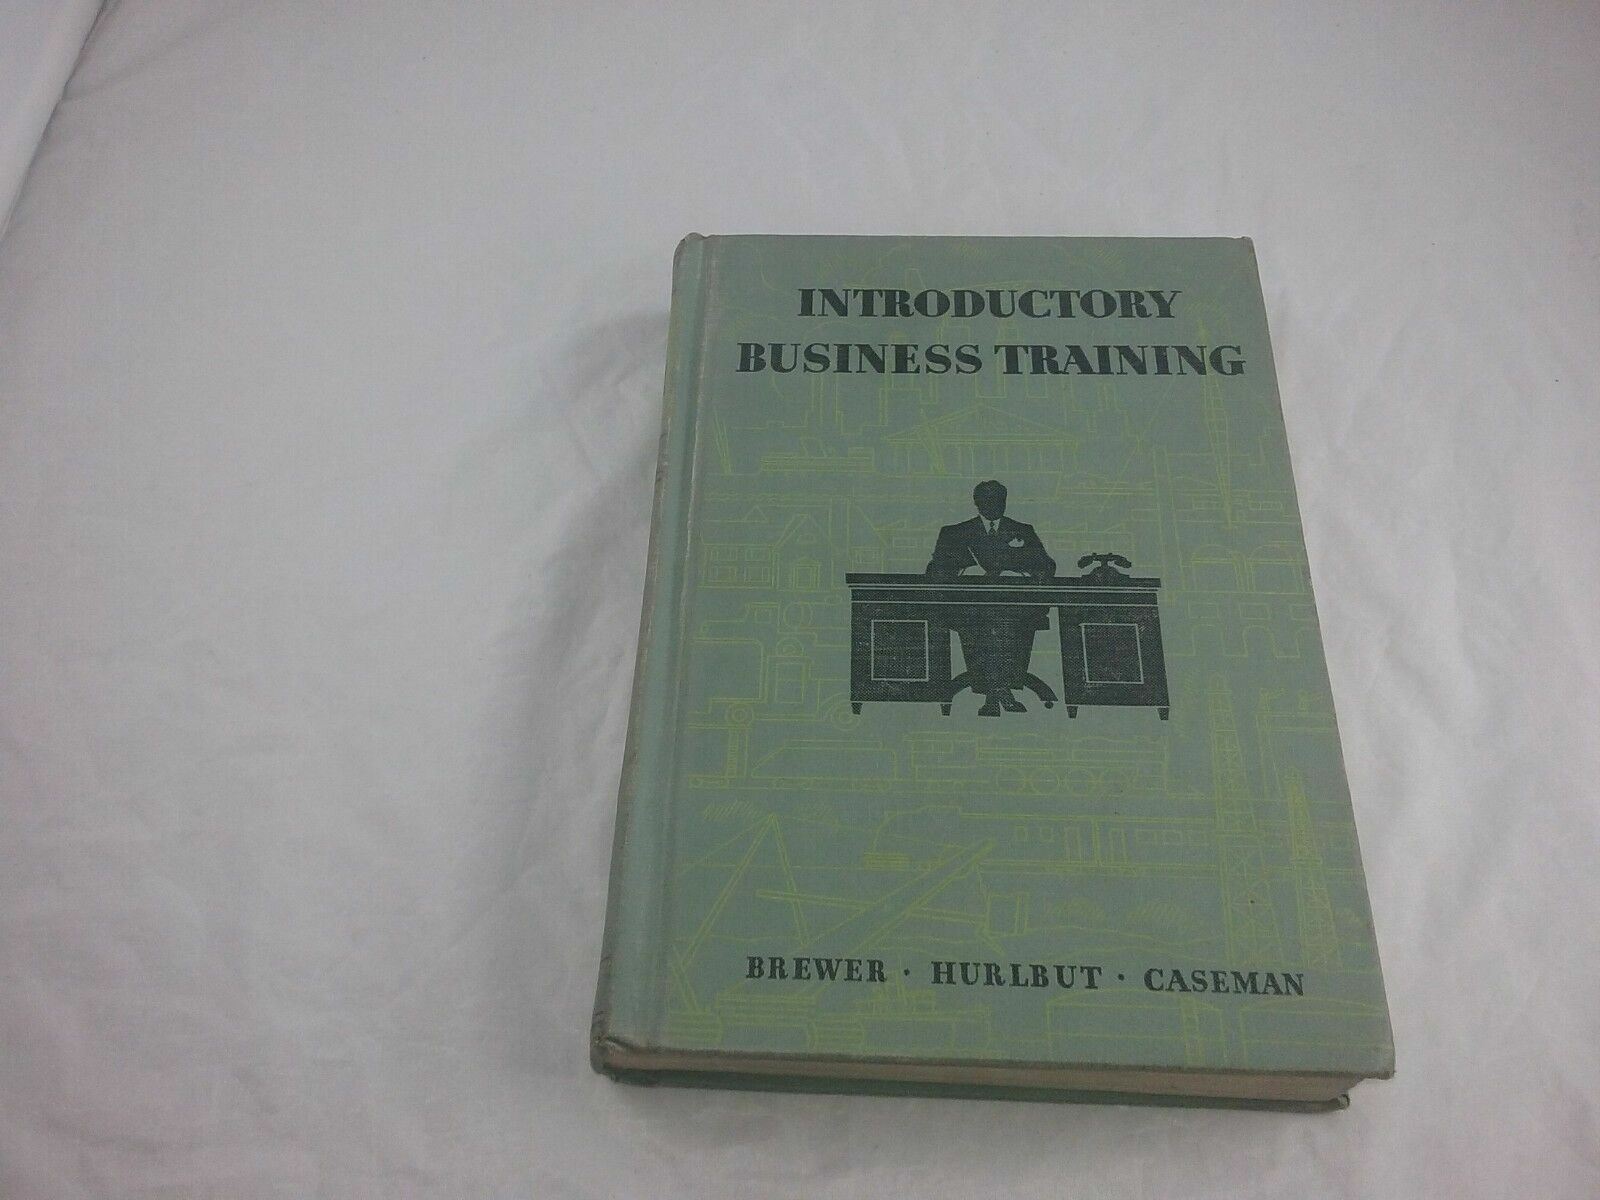 INTRODUCTORY
BUSINESS TRAINING
BREWER · HURLBUT · CASEMAN